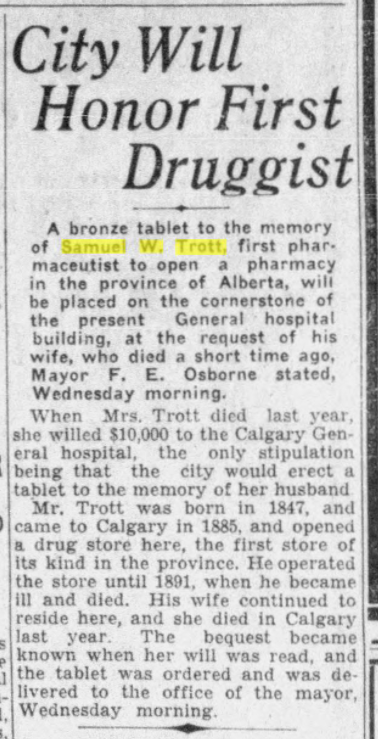 City Will
Honor First
Druggist
A bronze tablet to the memory
of Samuel W. Trott, first phar-
maceutist to open a pharmacy
in the province of Alberta, will
be placed on the cornerstone of
the present General hospital
building, at the request of his
wife, who died a short time ago,
Mayor F. E. Osborne stated,
Wednesday morning.
When Mrs. Trott died last year,
she willed $10,000 to the Calgary Gen-
eral hospital, the only stipulation
being that the city would erect a
tablet to the memory of her husband
Mr. Trott was born in 1847, and
came to Calgary in 1885, and opened
a drug store here, the first store of
its kind in the province. He operated
the store until 1891, when he became
ill and died. His wife continued to
reside here, and she died in Calgary
last year. The bequest became
known when her will was read, and
the tablet was ordered and was de-
livered to the office of the mayor,
Wednesday morning.